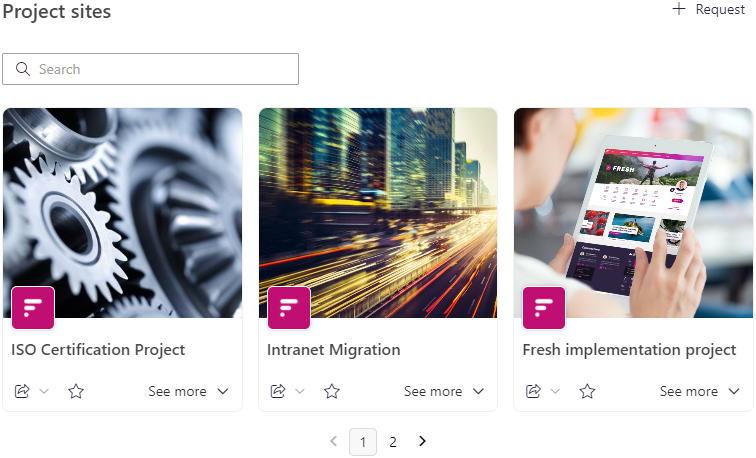 Project sites
Request
Search
FRESH
ISO Certification Project
Intranet Migration
Fresh implementation project
See more
See more
See more
1
2